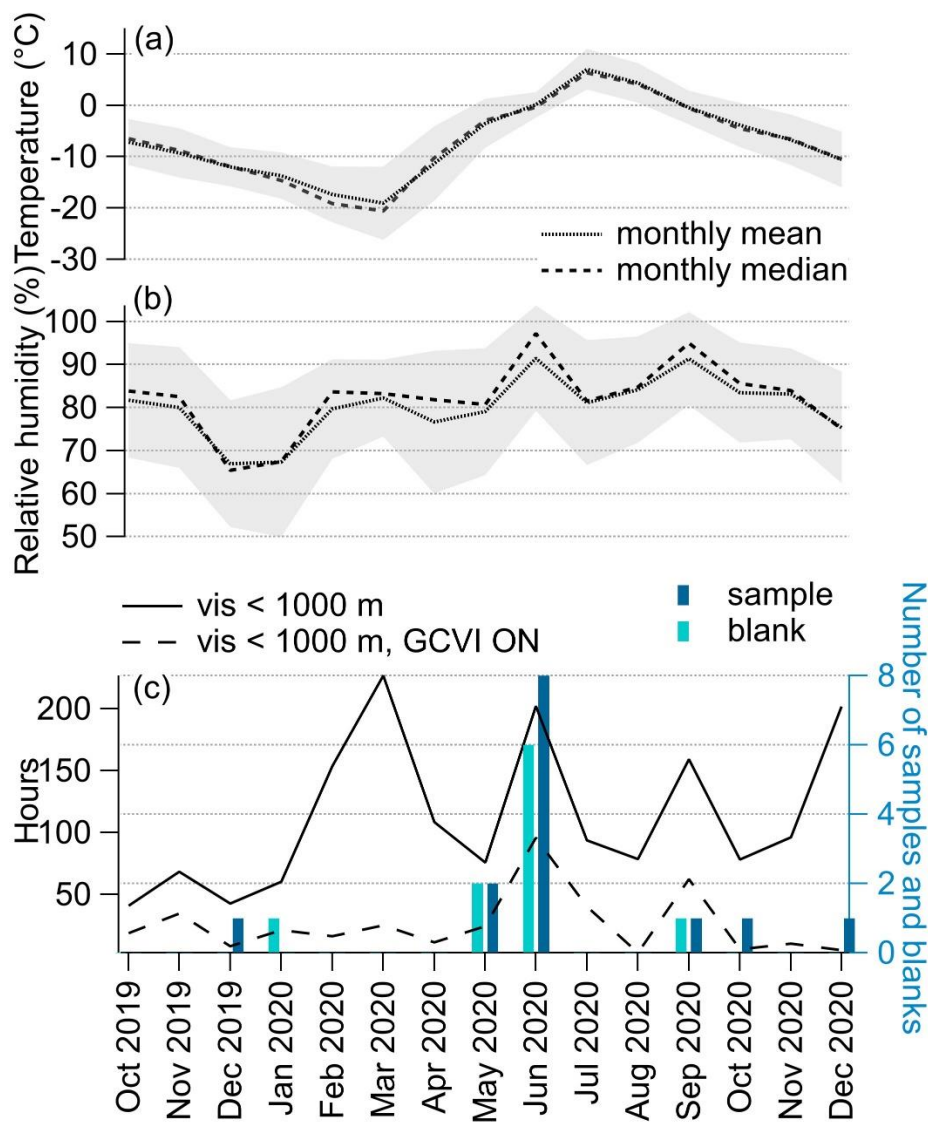 (a)
Temperature (°C)
10
0
-10
-20
-30
monthly mean
monthly median
(b)
Relative humidity (%)
100
90
80
70
60
50
vis < 1000 m
vis < 1000 m, GCVI ON
sample
blank
(c)
Hours
200
150
100
50
8
6
4
2
0
Number of samples and blanks
Oct 2019
Nov 2019
Dec 2019
Jan 2020
Feb 2020
Mar 2020
Apr 2020
May 2020
Jun 2020
Jul 2020
Aug 2020
Sep 2020
Oct 2020
Nov 2020
Dec 2020